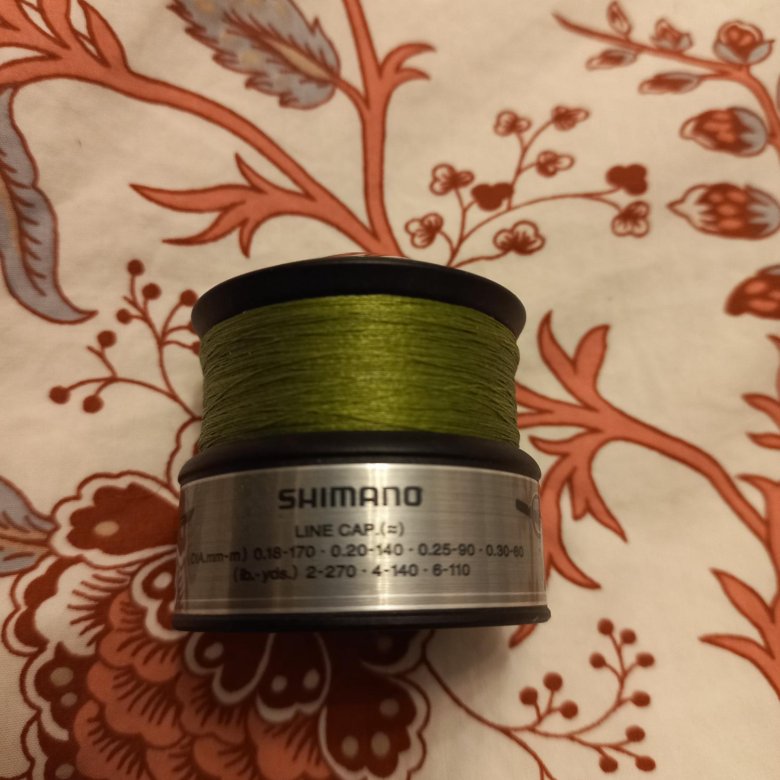 SHIMANO
LINE CAP.(≈)
DIA.mm-m) 0.18-170 · 0.20-140 · 0.25-90 · 0.30-60
(lb.-yds.) 2-270 · 4-140 · 6-110